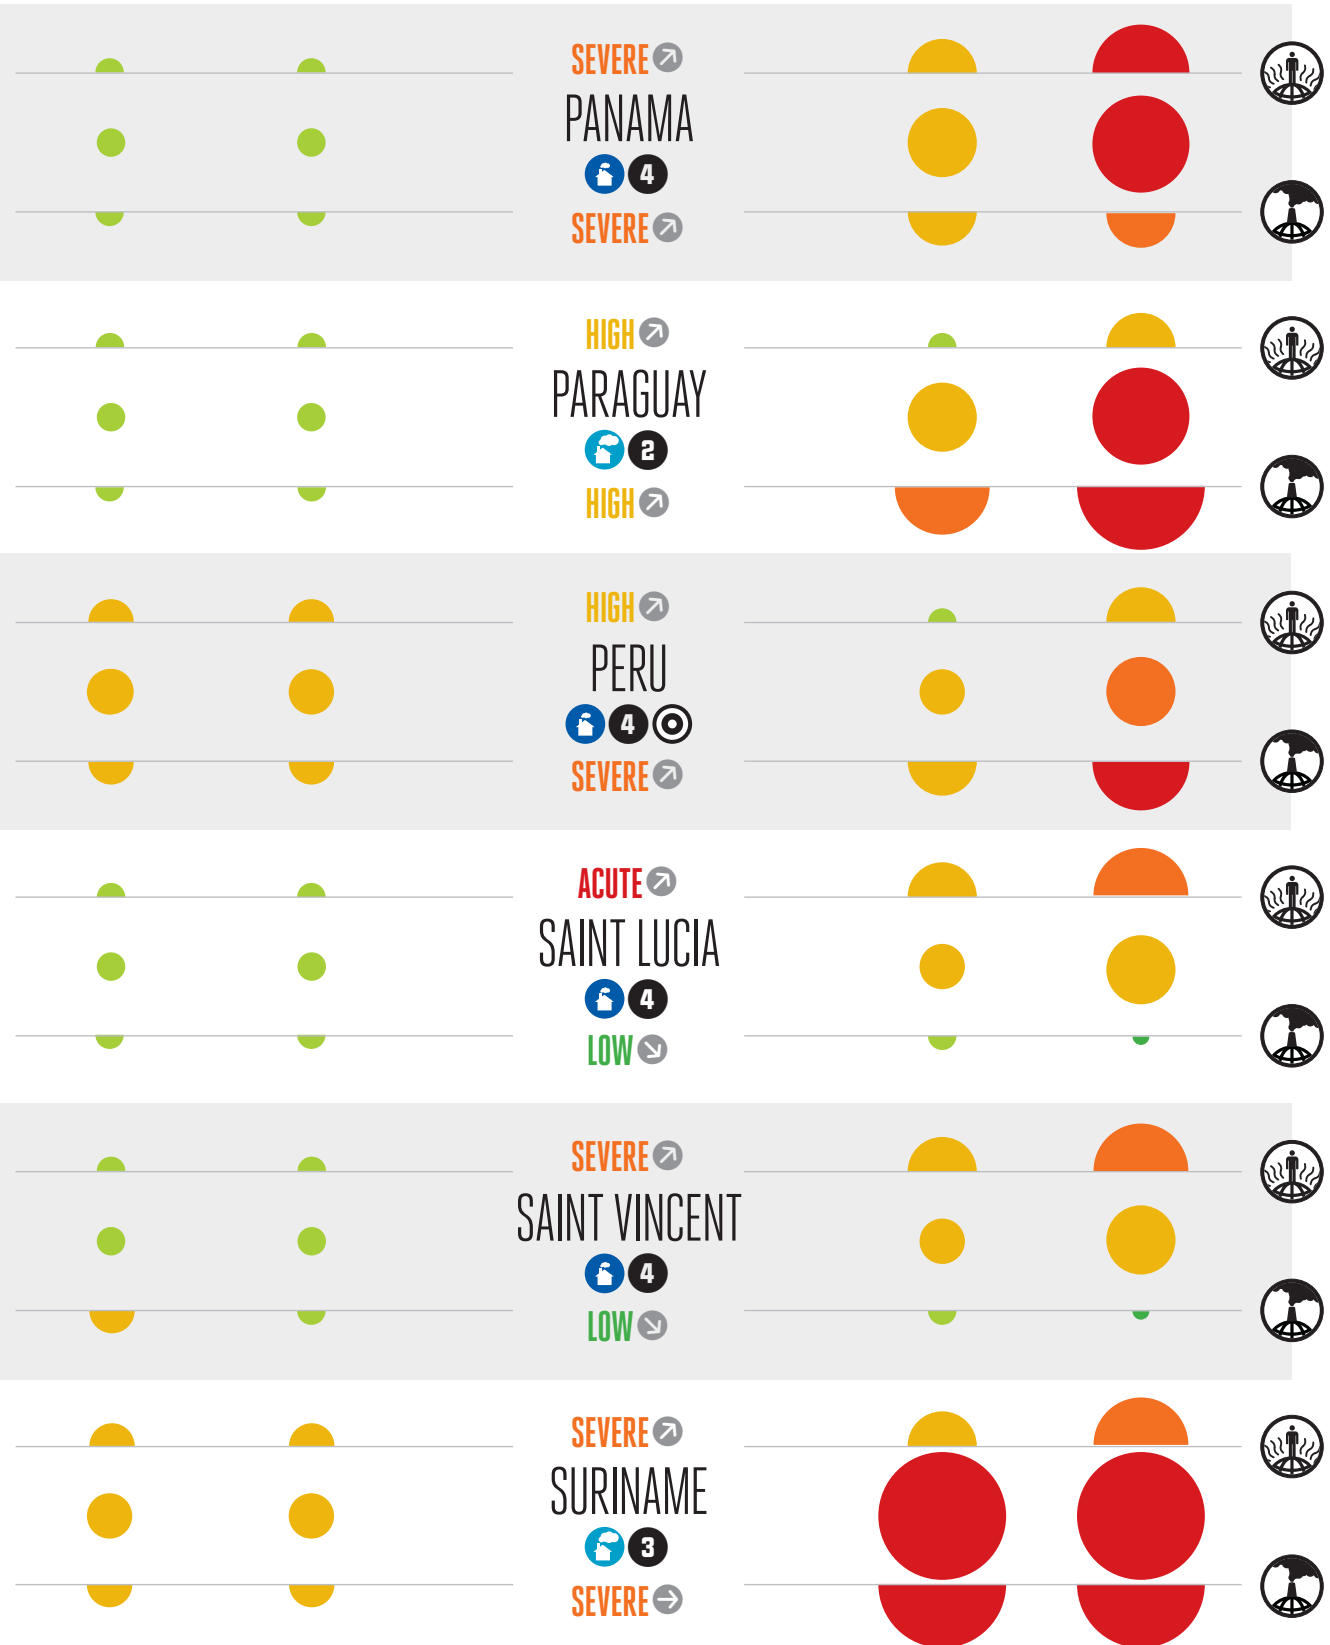 SEVERE
PANAMA
4
SEVERE
HIGH
PARAGUAY
2
HIGH
HIGH
PERU
4
SEVERE
ACUTE
SAINT LUCIA
4
LOW
SEVERE
SAINT VINCENT
4
LOW
SEVERE
SURINAME
3
SEVERE